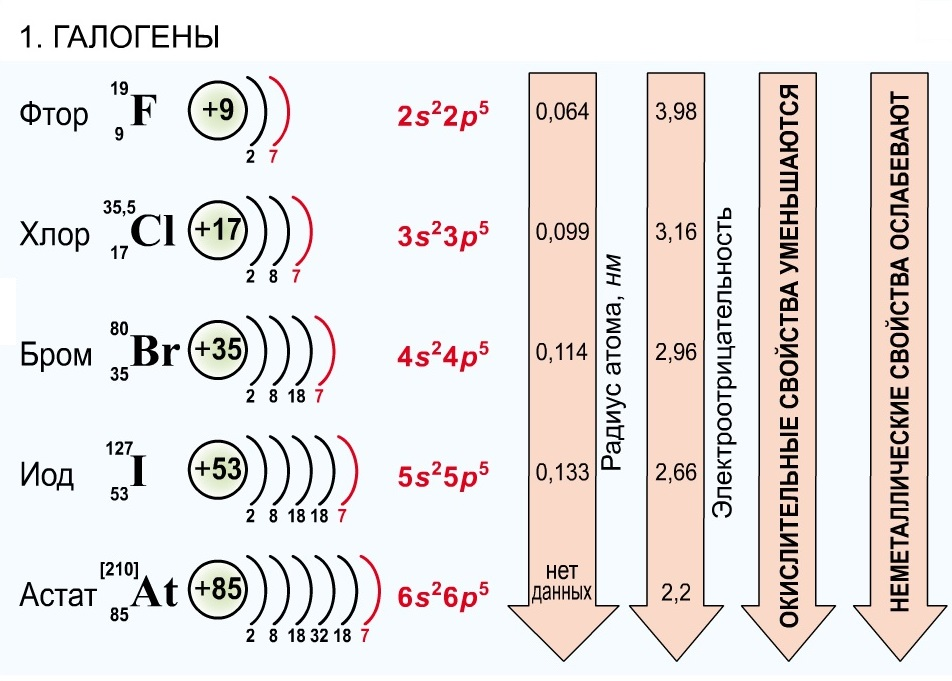 1. ГАЛОГЕНЫ
Фтор 19 9 F +9 2 7 2s²2p⁵ 0,064 3,98
Хлор 35,5 17 Cl +17 2 8 7 3s²3p⁵ 0,099 3,16
Бром 80 35 Br +35 2 8 18 7 4s²4p⁵ 0,114 2,96
Иод 127 53 I +53 2 8 18 18 7 5s²5p⁵ 0,133 2,66
Астат [210] 85 At +85 2 8 18 32 18 7 6s²6p⁵ нет данных 2,2
Радиус атома, нм
Электроотрицательность
ОКИСЛИТЕЛЬНЫЕ СВОЙСТВА УМЕНЬШАЮТСЯ
НЕМЕТАЛЛИЧЕСКИЕ СВОЙСТВА ОСЛАБЕВАЮТ